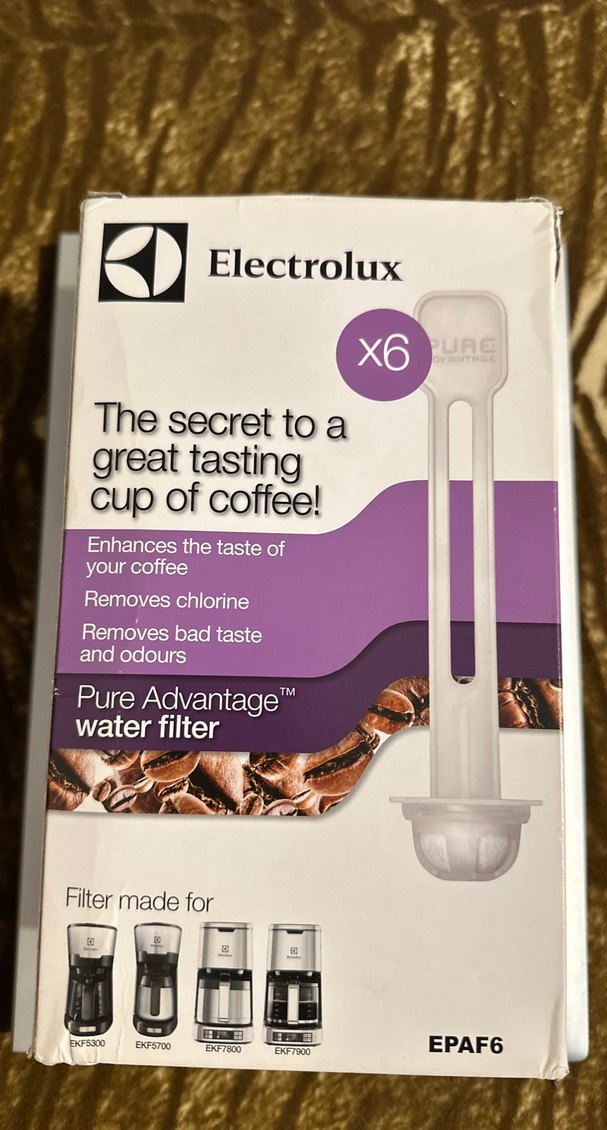 Electrolux
x6
PURE
ADVANTAGE
The secret to a
great tasting
cup of coffee!
Enhances the taste of
your coffee
Removes chlorine
Removes bad taste
and odours
Pure Advantage™
water filter
Filter made for
EKF5300
EKF5700
EKF7800
EKF7900
EPAF6